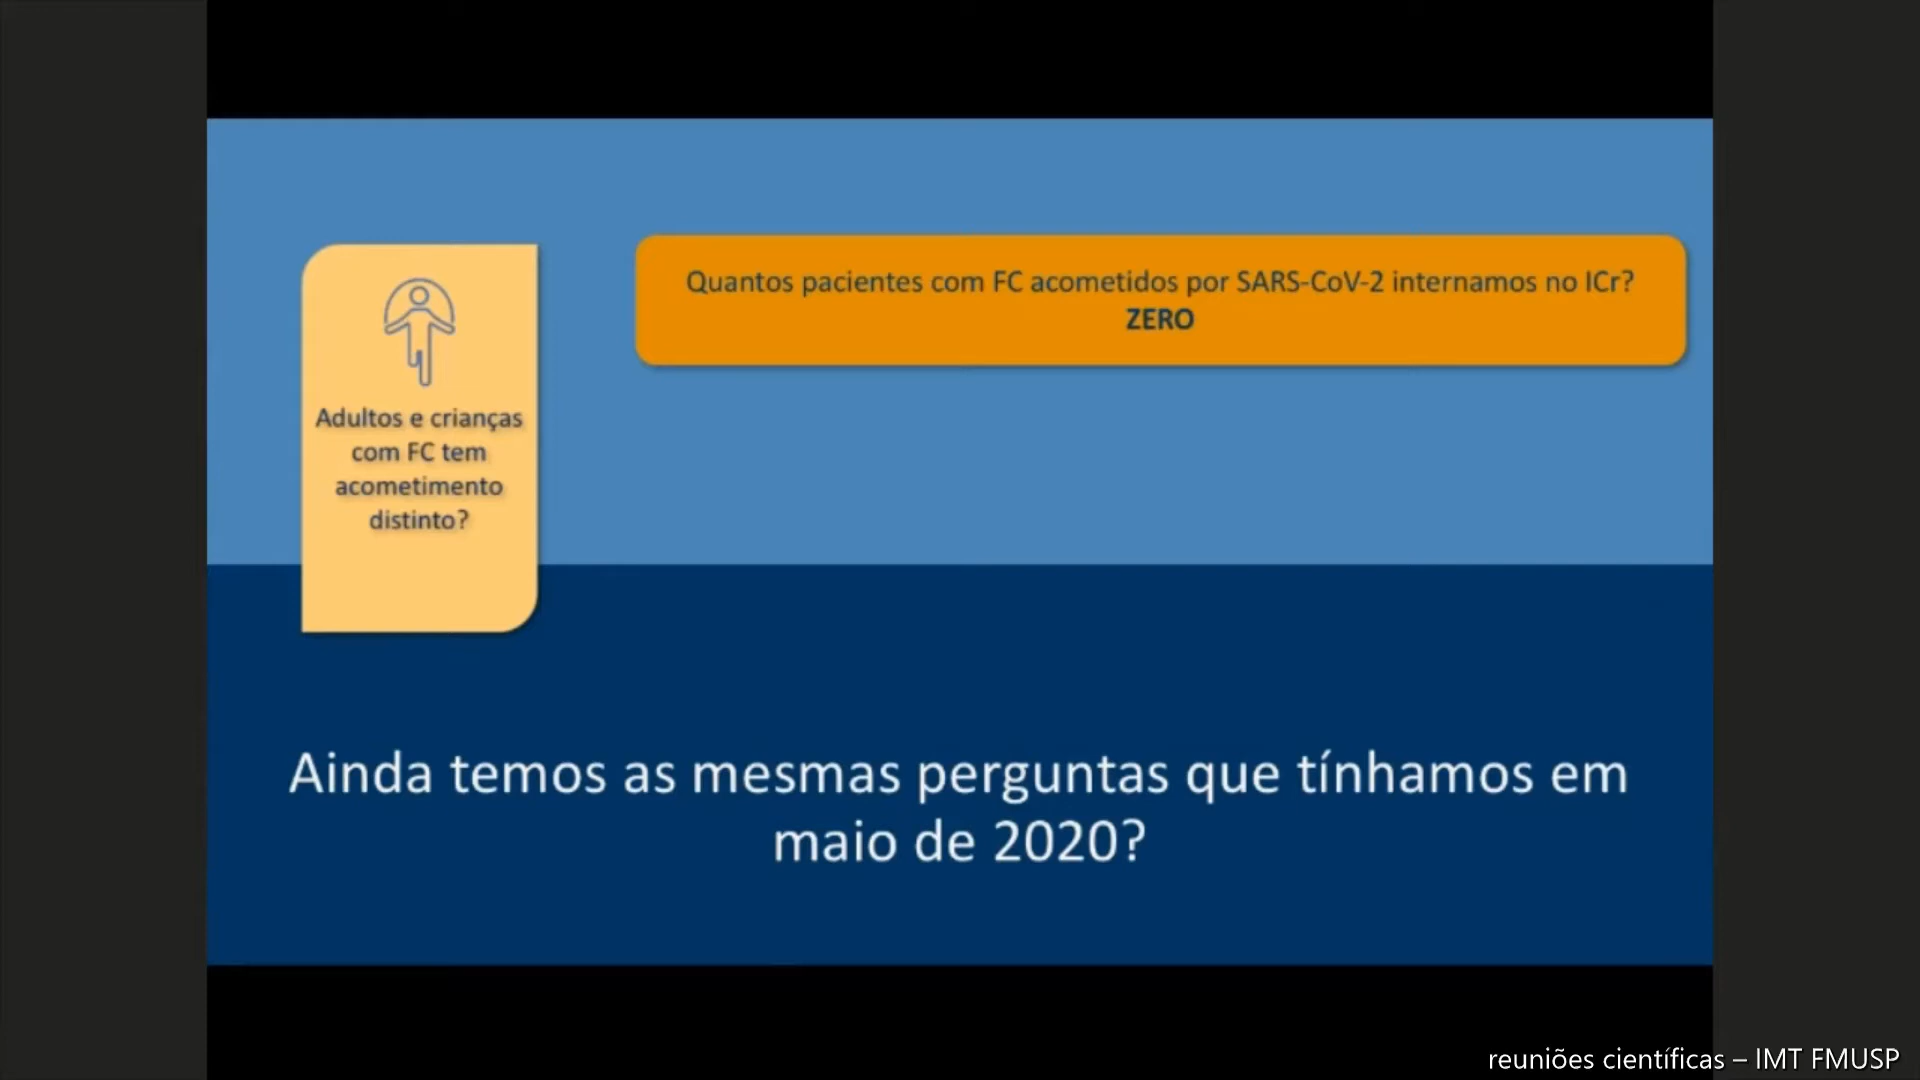 Quantos pacientes com FC acometidos por SARS-CoV-2 internamos no ICr?
ZERO
Adultos e crianças
com FC tem
acometimento
distinto?
Ainda temos as mesmas perguntas que tínhamos em
maio de 2020?
reuniões científicas – IMT FMUSP